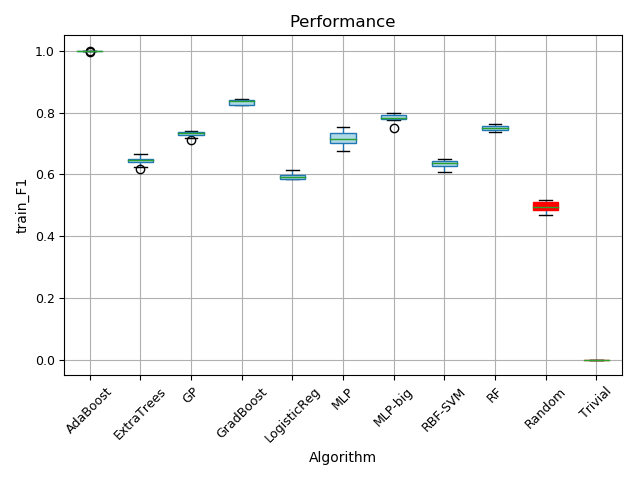 Performance
train_F1
1.0
0.8
0.6
0.4
0.2
0.0
AdaBoost
ExtraTrees
GP
GradBoost
LogisticReg
MLP
MLP-big
RBF-SVM
RF
Random
Trivial
Algorithm